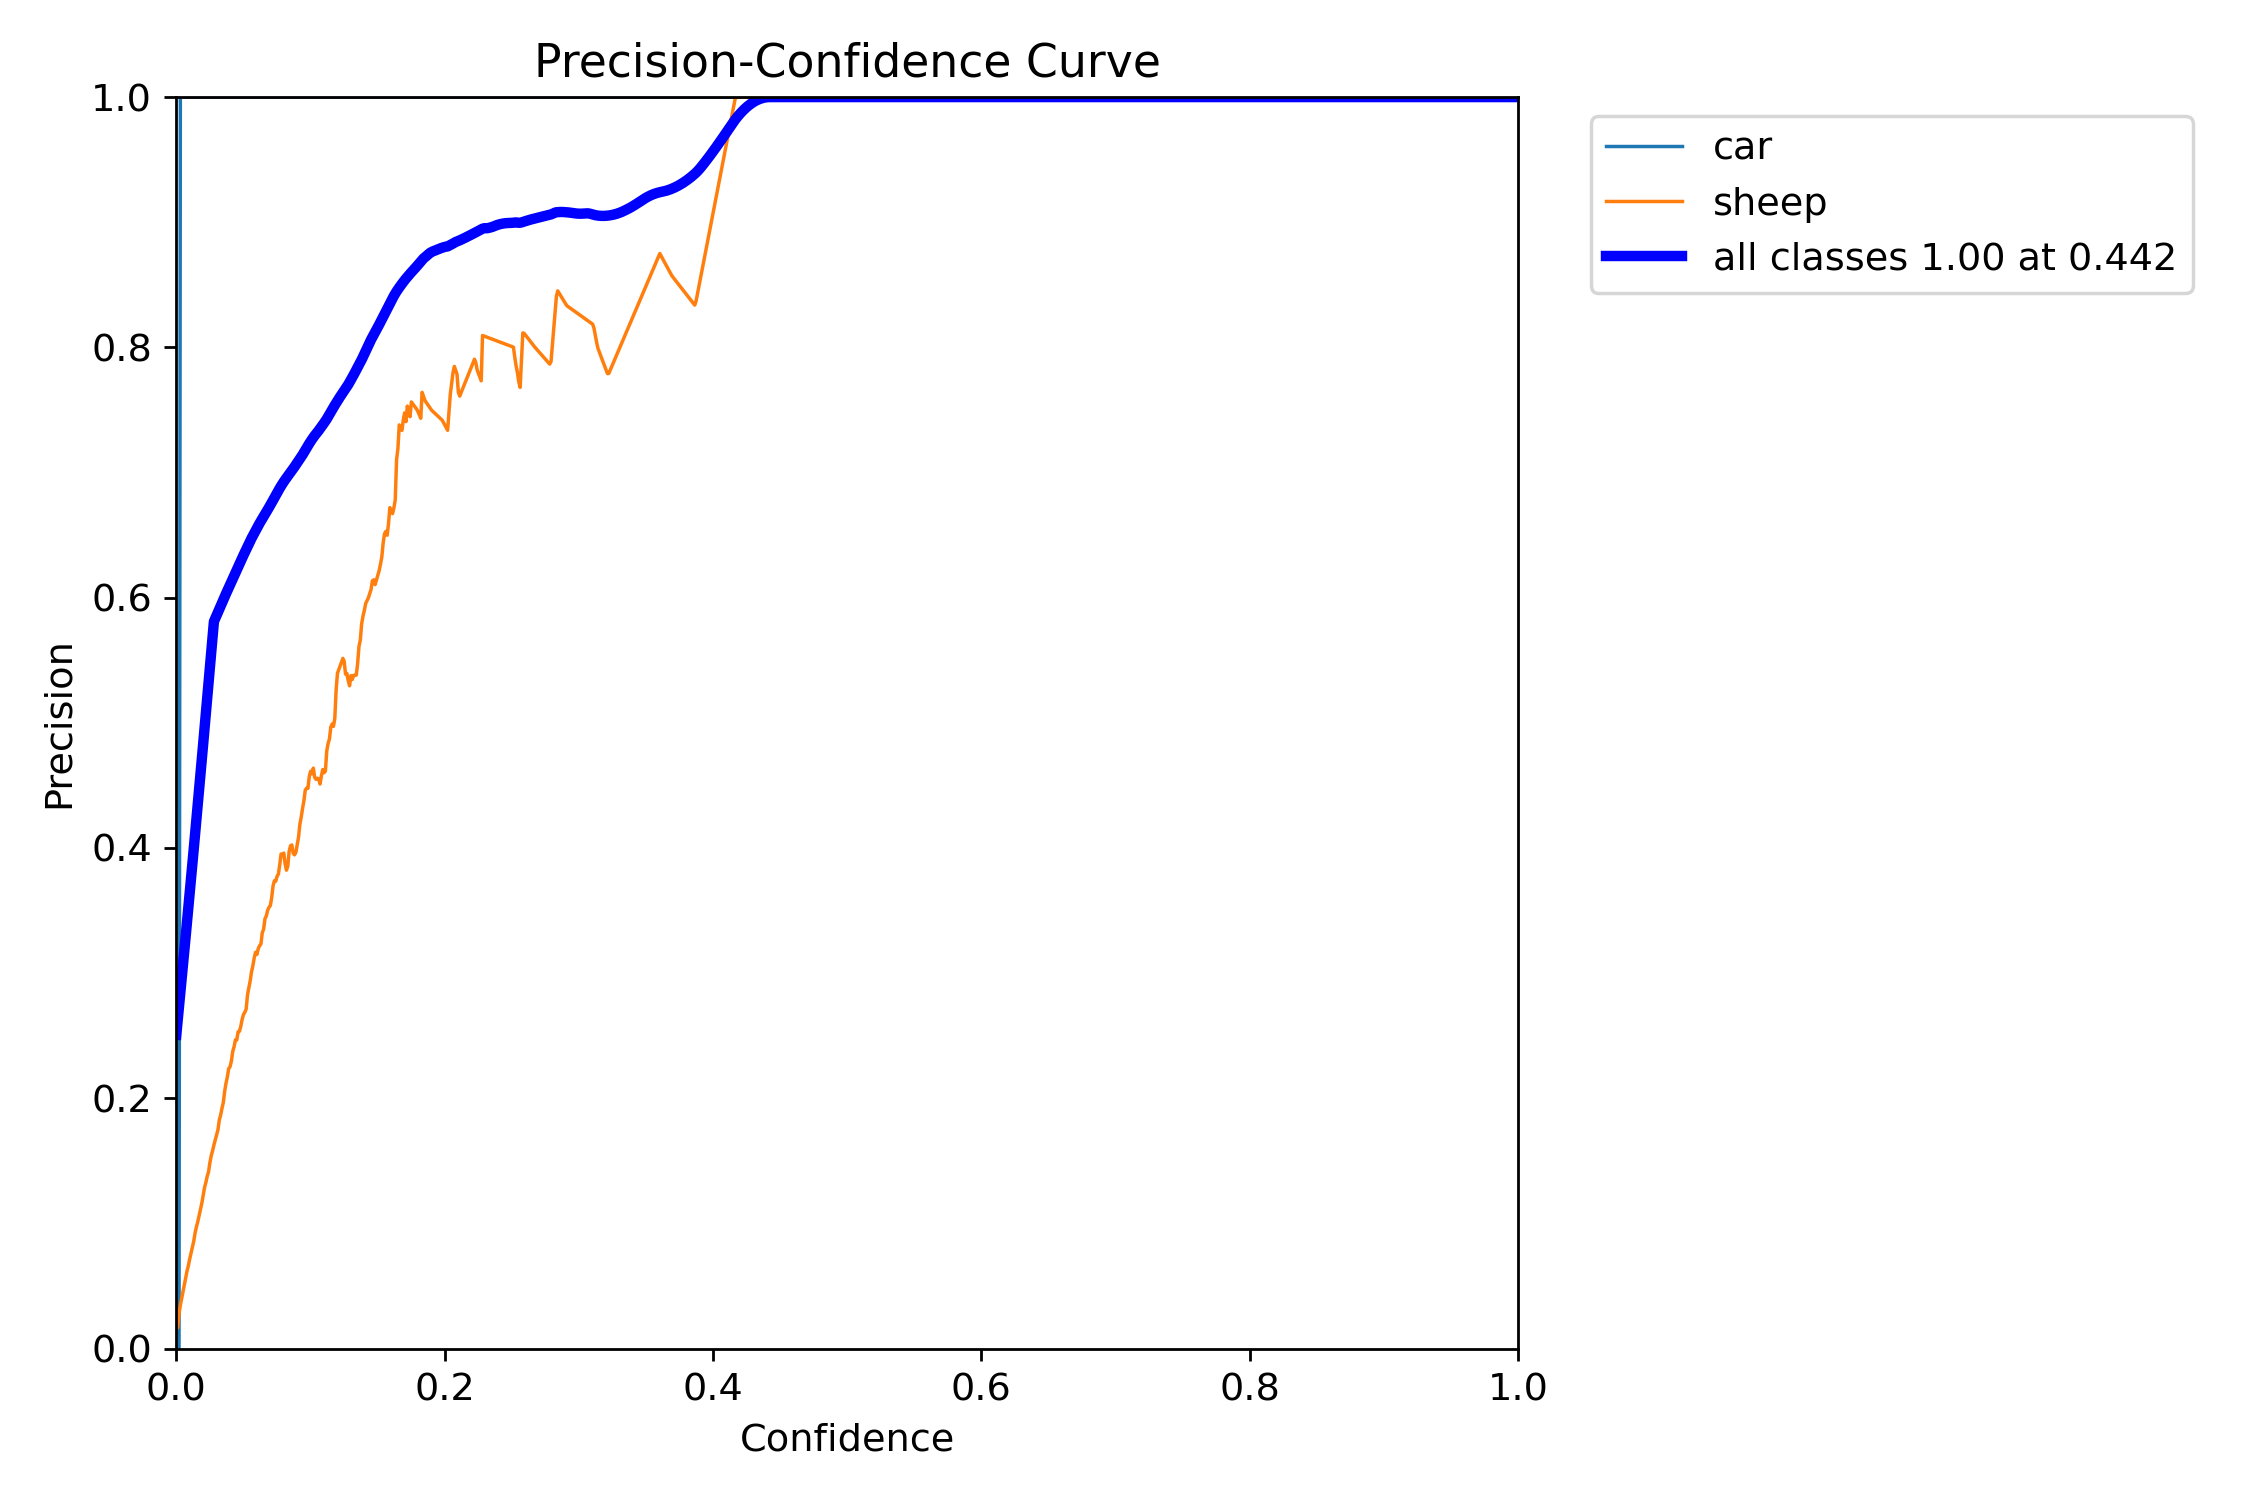 Precision-Confidence Curve
1.0
0.8
0.6
0.4
0.2
0.0
Precision
0.0 0.2 0.4 0.6 0.8 1.0
Confidence
car
sheep
all classes 1.00 at 0.442